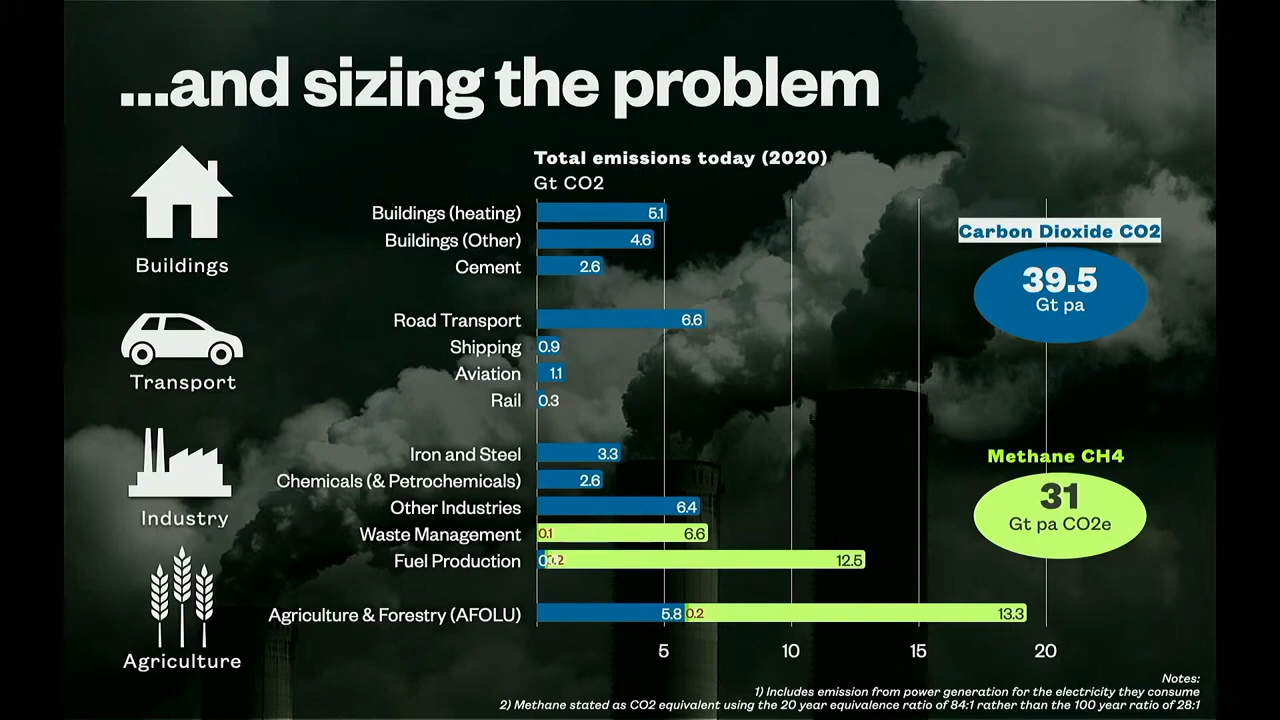 ...and sizing the problem
Total emissions today (2020)
Gt CO2
Buildings
Buildings (heating) 5.1
Buildings (Other) 4.6
Cement 2.6
Transport
Road Transport 6.6
Shipping 0.9
Aviation 1.1
Rail 0.3
Industry
Iron and Steel 3.3
Chemicals (& Petrochemicals) 2.6
Other Industries 6.4
Waste Management 0.1 6.6
Fuel Production 12.5
Agriculture
Agriculture & Forestry (AFOLU) 5.8 0.2 13.3
5 10 15 20
Carbon Dioxide CO2
39.5
Gt pa
Methane CH4
31
Gt pa CO2e
Notes:
1) Includes emission from power generation for the electricity they consume
2) Methane stated as CO2 equivalent using the 20 year equivalence ratio of 84:1 rather than the 100 year ratio of 28:1